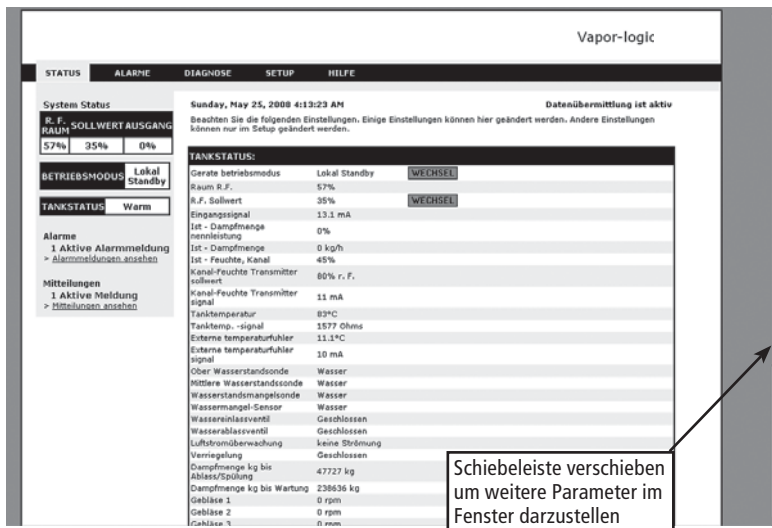 Vapor-logic
STATUS ALARME DIAGNOSE SETUP HILFE
System Status
R. F. RAUM SOLLWERT AUSGANG
57% 35% 0%
BETRIEBSMODUS Lokal Standby
TANKSTATUS Warm
Alarme
1 Aktive Alarmmeldung
> Alarmmeldungen ansehen
Mitteilungen
1 Aktive Meldung
> Mitteilungen ansehen
Sunday, May 25, 2008 4:13:23 AM Datenübermittlung ist aktiv
Beachten Sie die folgenden Einstellungen. Einige Einstellungen können hier geändert werden. Andere Einstellungen
können nur im Setup geändert werden.
TANKSTATUS:
Gerate betriebsmodus Lokal Standby WECHSEL
Raum R.F. 57%
R.F. Sollwert 35% WECHSEL
Eingangssignal 13.1 mA
Ist - Dampfmenge
nennleistung 0%
Ist - Dampfmenge 0 kg/h
Ist - Feuchte, Kanal 45%
Kanal-Feuchte Transmitter
sollwert 80% r. F.
Kanal-Feuchte Transmitter
signal 11 mA
Tanktemperatur 83°C
Tanktemp. -signal 1577 Ohms
Externe temperaturfuhler 11.1°C
Externe temperaturfuhler
signal 10 mA
Ober Wasserstandsonde Wasser
Mittlere Wasserstandssonde Wasser
Wasserstandsmangelsonde Wasser
Wassermangel-Sensor Wasser
Wassereinlassventil Geschlossen
Wasserablassventil Geschlossen
Luftstromüberwachung keine Strömung
Verriegelung Geschlossen
Dampfmenge kg bis
Ablass/Spülung 47727 kg
Dampfmenge kg bis Wartung 238636 kg
Gebläse 1 0 rpm
Gebläse 2 0 rpm
Gebläse 3 0 rpm
Schiebeleiste verschieben
um weitere Parameter im
Fenster darzustellen